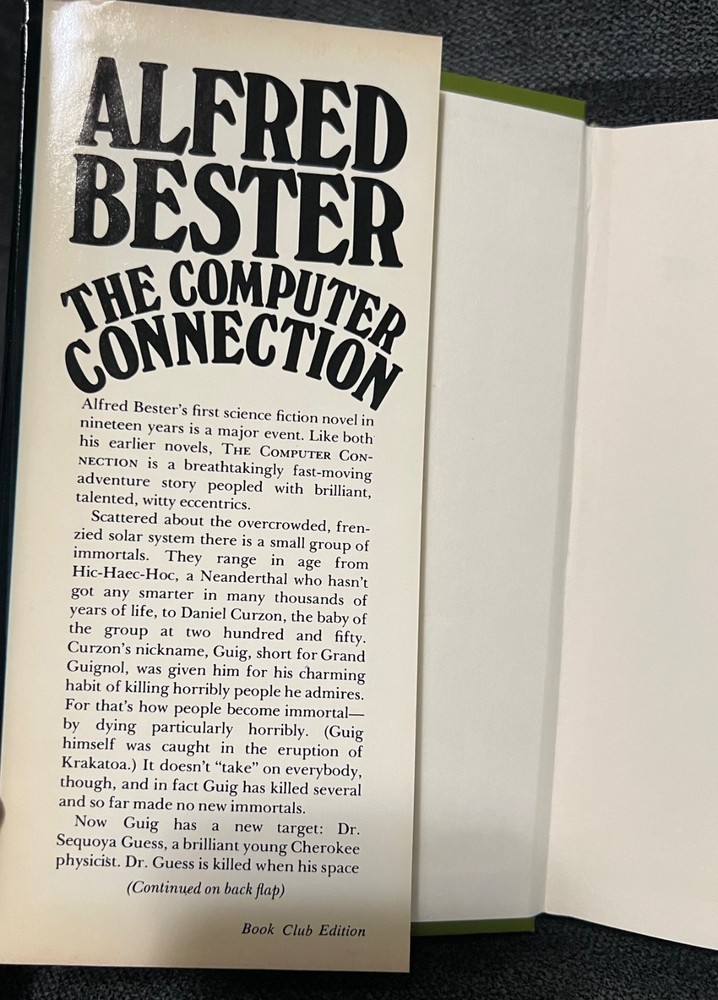 ALFRED
BESTER
THE COMPUTER
CONNECTION
Alfred Bester's first science fiction novel in
nineteen years is a major event. Like both
his earlier novels, THE COMPUTER CON-
NECTION is a breathtakingly fast-moving
adventure story peopled with brilliant,
talented, witty eccentrics.
Scattered about the overcrowded, fren-
zied solar system there is a small group of
immortals. They range in age from
Hic-Haec-Hoc, a Neanderthal who hasn't
got any smarter in many thousands of
years of life, to Daniel Curzon, the baby of
the group at two hundred and fifty.
Curzon's nickname, Guig, short for Grand
Guignol, was given him for his charming
habit of killing horribly people he admires.
For that's how people become immortal—
by dying particularly horribly. (Guig
himself was caught in the eruption of
Krakatoa.) It doesn't "take" on everybody,
though, and in fact Guig has killed several
and so far made no new immortals.
Now Guig has a new target: Dr.
Sequoya Guess, a brilliant young Cherokee
physicist. Dr. Guess is killed when his space
(Continued on back flap)
Book Club Edition